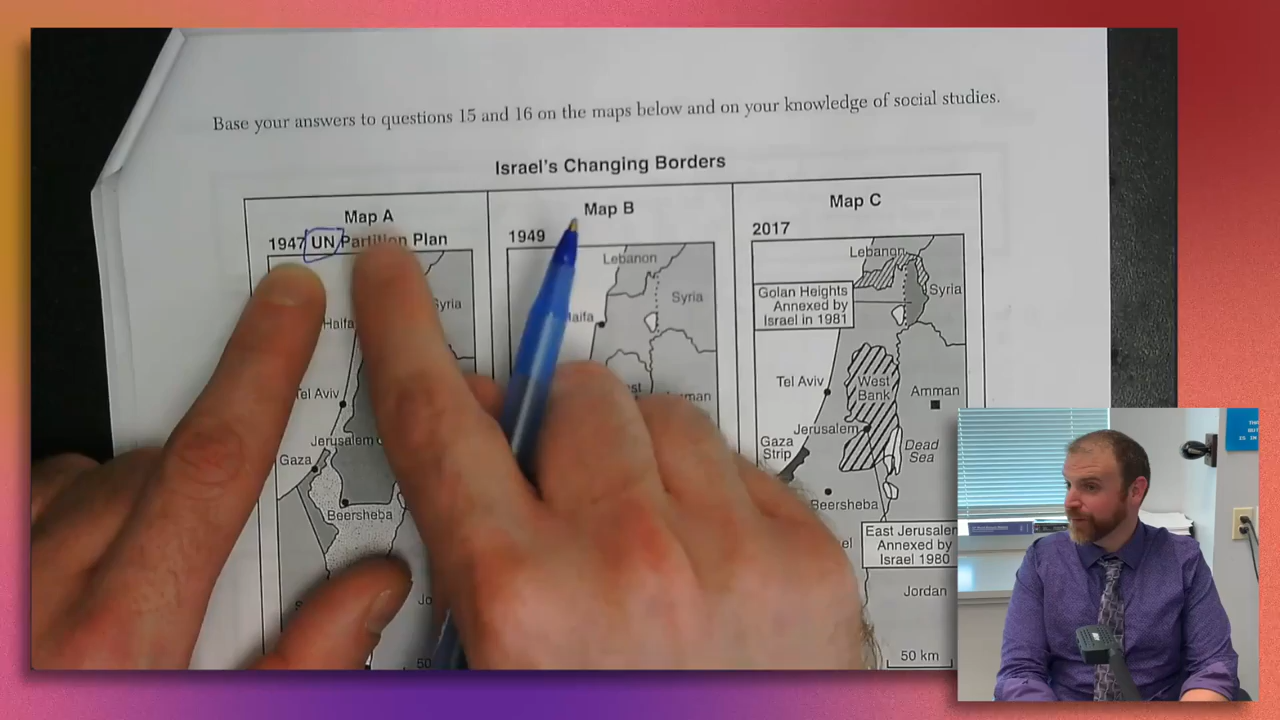 Base your answers to questions 15 and 16 on the maps below and on your knowledge of social studies.
Israel's Changing Borders
Map A
1947 UN Partition Plan
Haifa
Tel Aviv
Jerusalem
Gaza
Beersheba
50
Map B
1949
Lebanon
Syria
Map C
2017
Lebanon
Golan Heights
Annexed by
Israel in 1981
Syria
Tel Aviv
West
Bank
Amman
Jerusalem
Gaza
Strip
Dead
Sea
Beersheba
Annexed by
Israel 1980
Jordan
50 km